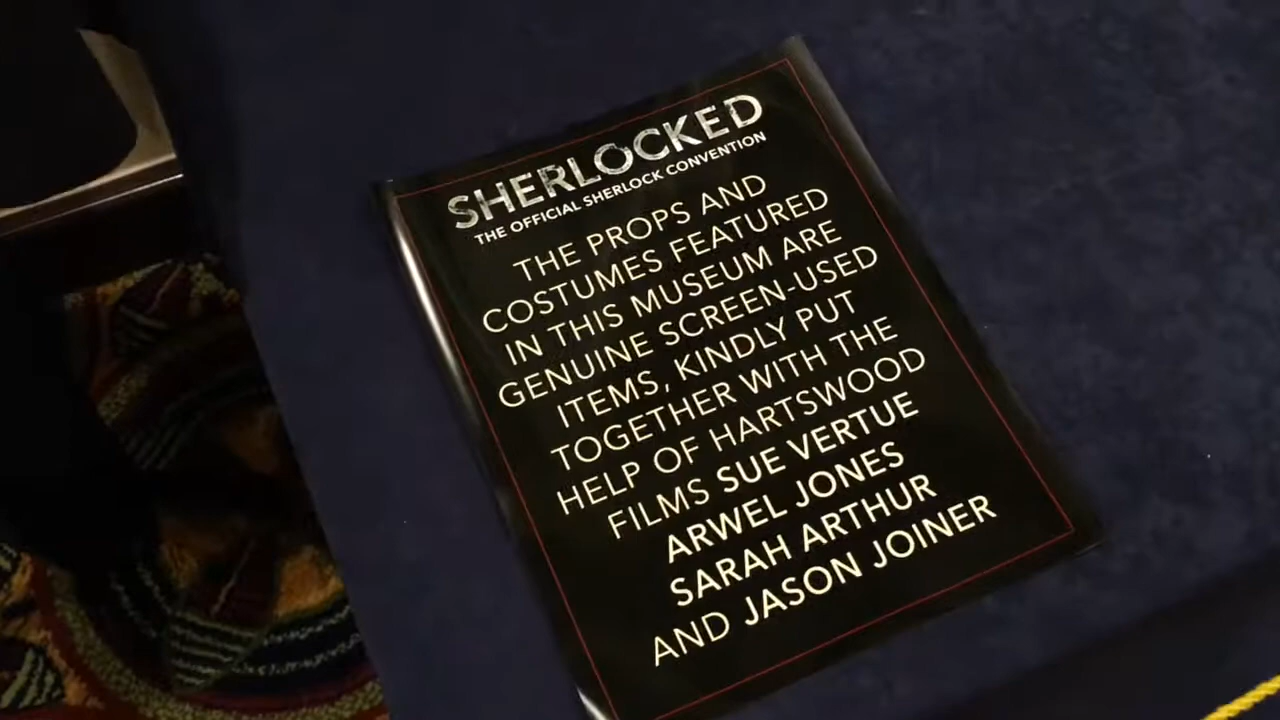 SHERLOCKED
THE OFFICIAL SHERLOCK CONVENTION
THE PROPS AND
COSTUMES FEATURED
IN THIS MUSEUM ARE
GENUINE SCREEN-USED
ITEMS, KINDLY PUT
TOGETHER WITH THE
HELP OF HARTSWOOD
FILMS SUE VERTUE
ARWEL JONES
SARAH ARTHUR
AND JASON JOINER